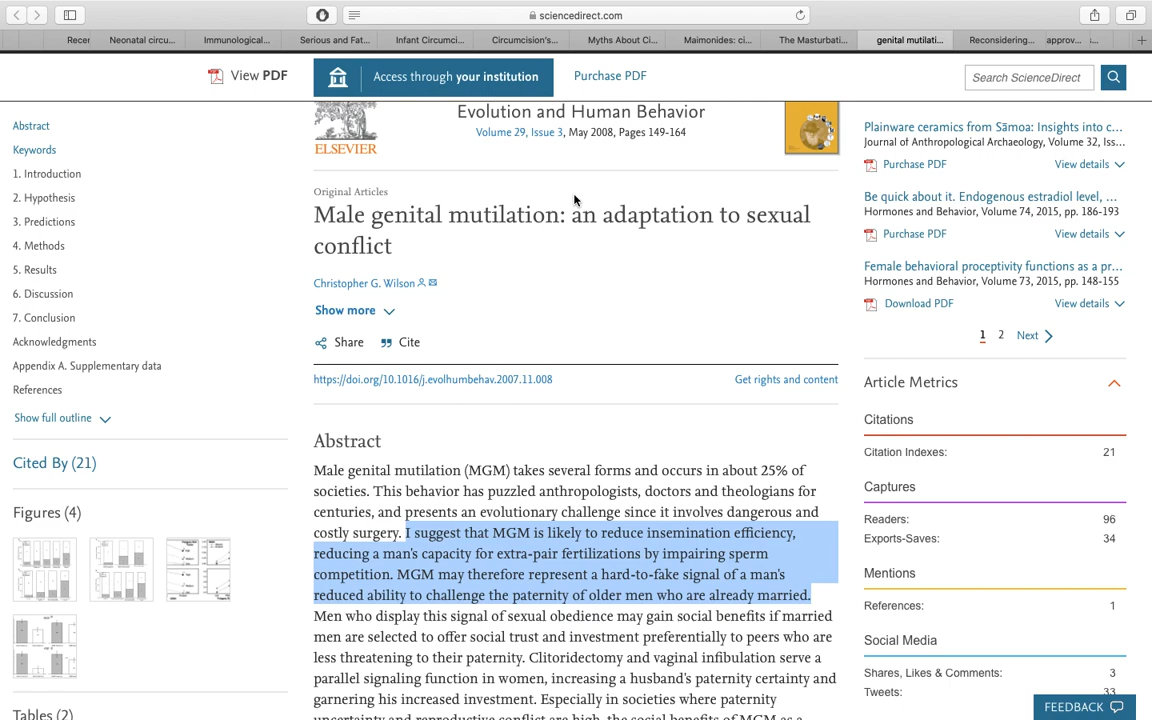 sciencedirect.com
Recer
Neonatal circu...
Immunological...
Serious and Fat...
Infant Circumci...
Circumcision's...
Myths About Ci...
Maimonides: ci...
The Masturbati...
genital mutilati...
Reconsidering...
approv...
View PDF
Access through your institution
Purchase PDF
Search ScienceDirect
Abstract
Keywords
1. Introduction
2. Hypothesis
3. Predictions
4. Methods
5. Results
6. Discussion
7. Conclusion
Acknowledgments
Appendix A. Supplementary data
References
Show full outline
Cited By (21)
Figures (4)
Tables (2)
ELSEVIER
Evolution and Human Behavior
Volume 29, Issue 3, May 2008, Pages 149-164
Original Articles
Male genital mutilation: an adaptation to sexual
conflict
Christopher G. Wilson
Show more
Share Cite
https://doi.org/10.1016/j.evolhumbehav.2007.11.008
Get rights and content
Abstract
Male genital mutilation (MGM) takes several forms and occurs in about 25% of
societies. This behavior has puzzled anthropologists, doctors and theologians for
centuries, and presents an evolutionary challenge since it involves dangerous and
costly surgery. I suggest that MGM is likely to reduce insemination efficiency,
reducing a man's capacity for extra-pair fertilizations by impairing sperm
competition. MGM may therefore represent a hard-to-fake signal of a man's
reduced ability to challenge the paternity of older men who are already married.
Men who display this signal of sexual obedience may gain social benefits if married
men are selected to offer social trust and investment preferentially to peers who are
less threatening to their paternity. Clitoridectomy and vaginal infibulation serve a
parallel signaling function in women, increasing a husband's paternity certainty and
garnering his increased investment. Especially in societies where paternity
uncertainty and reproductive conflict are high, the social benefits of MGM as a
Plainware ceramics from Sāmoa: Insights into c...
Journal of Anthropological Archaeology, Volume 32, Iss...
Purchase PDF
View details
Be quick about it. Endogenous estradiol level, ...
Hormones and Behavior, Volume 74, 2015, pp. 186-193
Purchase PDF
View details
Female behavioral proceptivity functions as a pr...
Hormones and Behavior, Volume 73, 2015, pp. 148-155
Download PDF
View details
1 2 Next
Article Metrics
Citations
Citation Indexes: 21
Captures
Readers: 96
Exports-Saves: 34
Mentions
References: 1
Social Media
Shares, Likes & Comments: 3
Tweets: 33
FEEDBACK